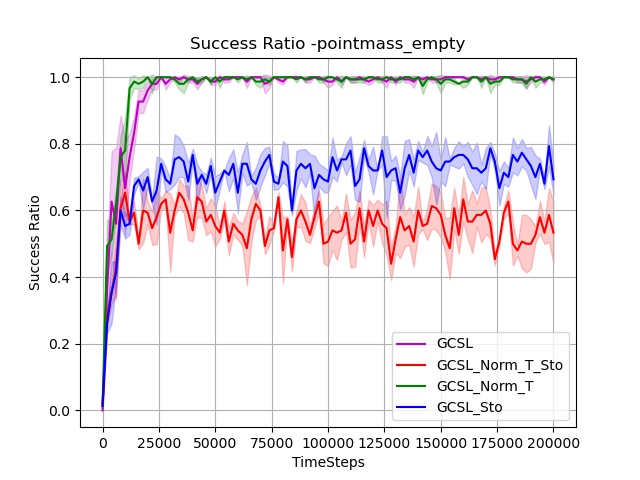 Success Ratio -pointmass_empty
Success Ratio
1.0
0.8
0.6
0.4
0.2
0.0
0 25000 50000 75000 100000 125000 150000 175000 200000
TimeSteps
GCSL
GCSL_Norm_T_Sto
GCSL_Norm_T
GCSL_Sto